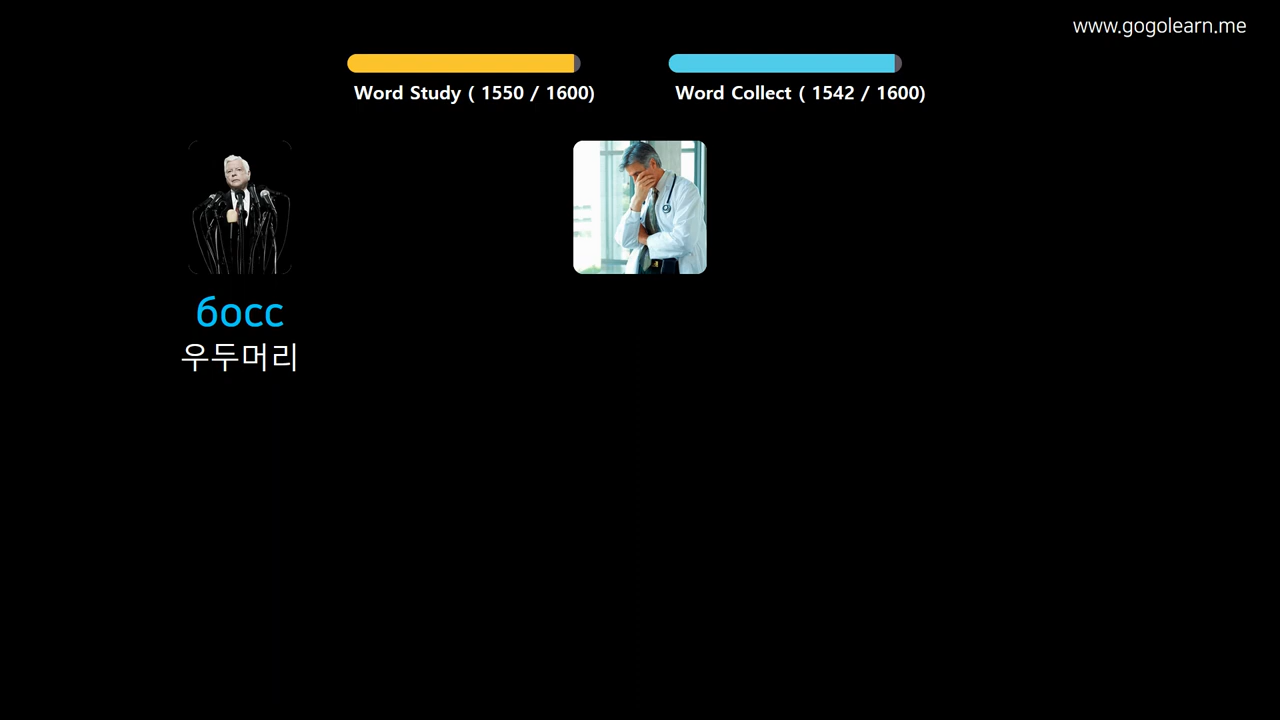 www.gogolearn.me
Word Study ( 1550 / 1600)
Word Collect ( 1542 / 1600)
босс
우두머리